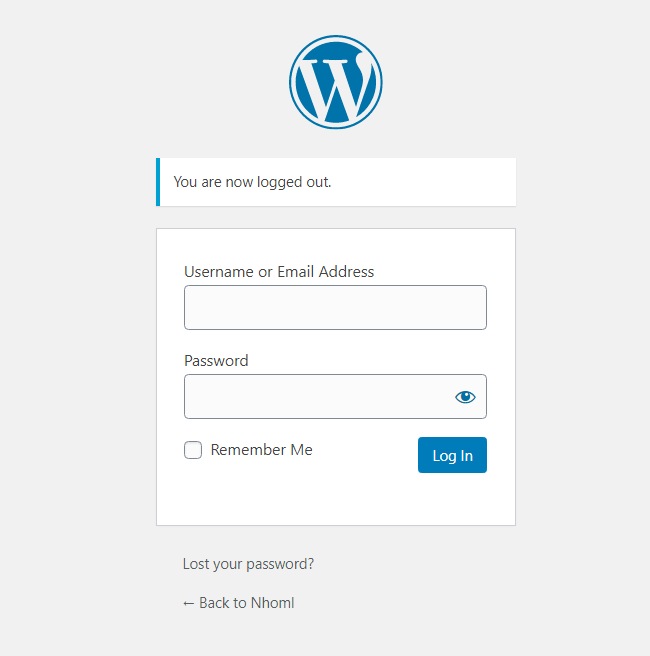 You are now logged out.
Username or Email Address
Password
Remember Me
Log In
Lost your password?
← Back to Nhoml